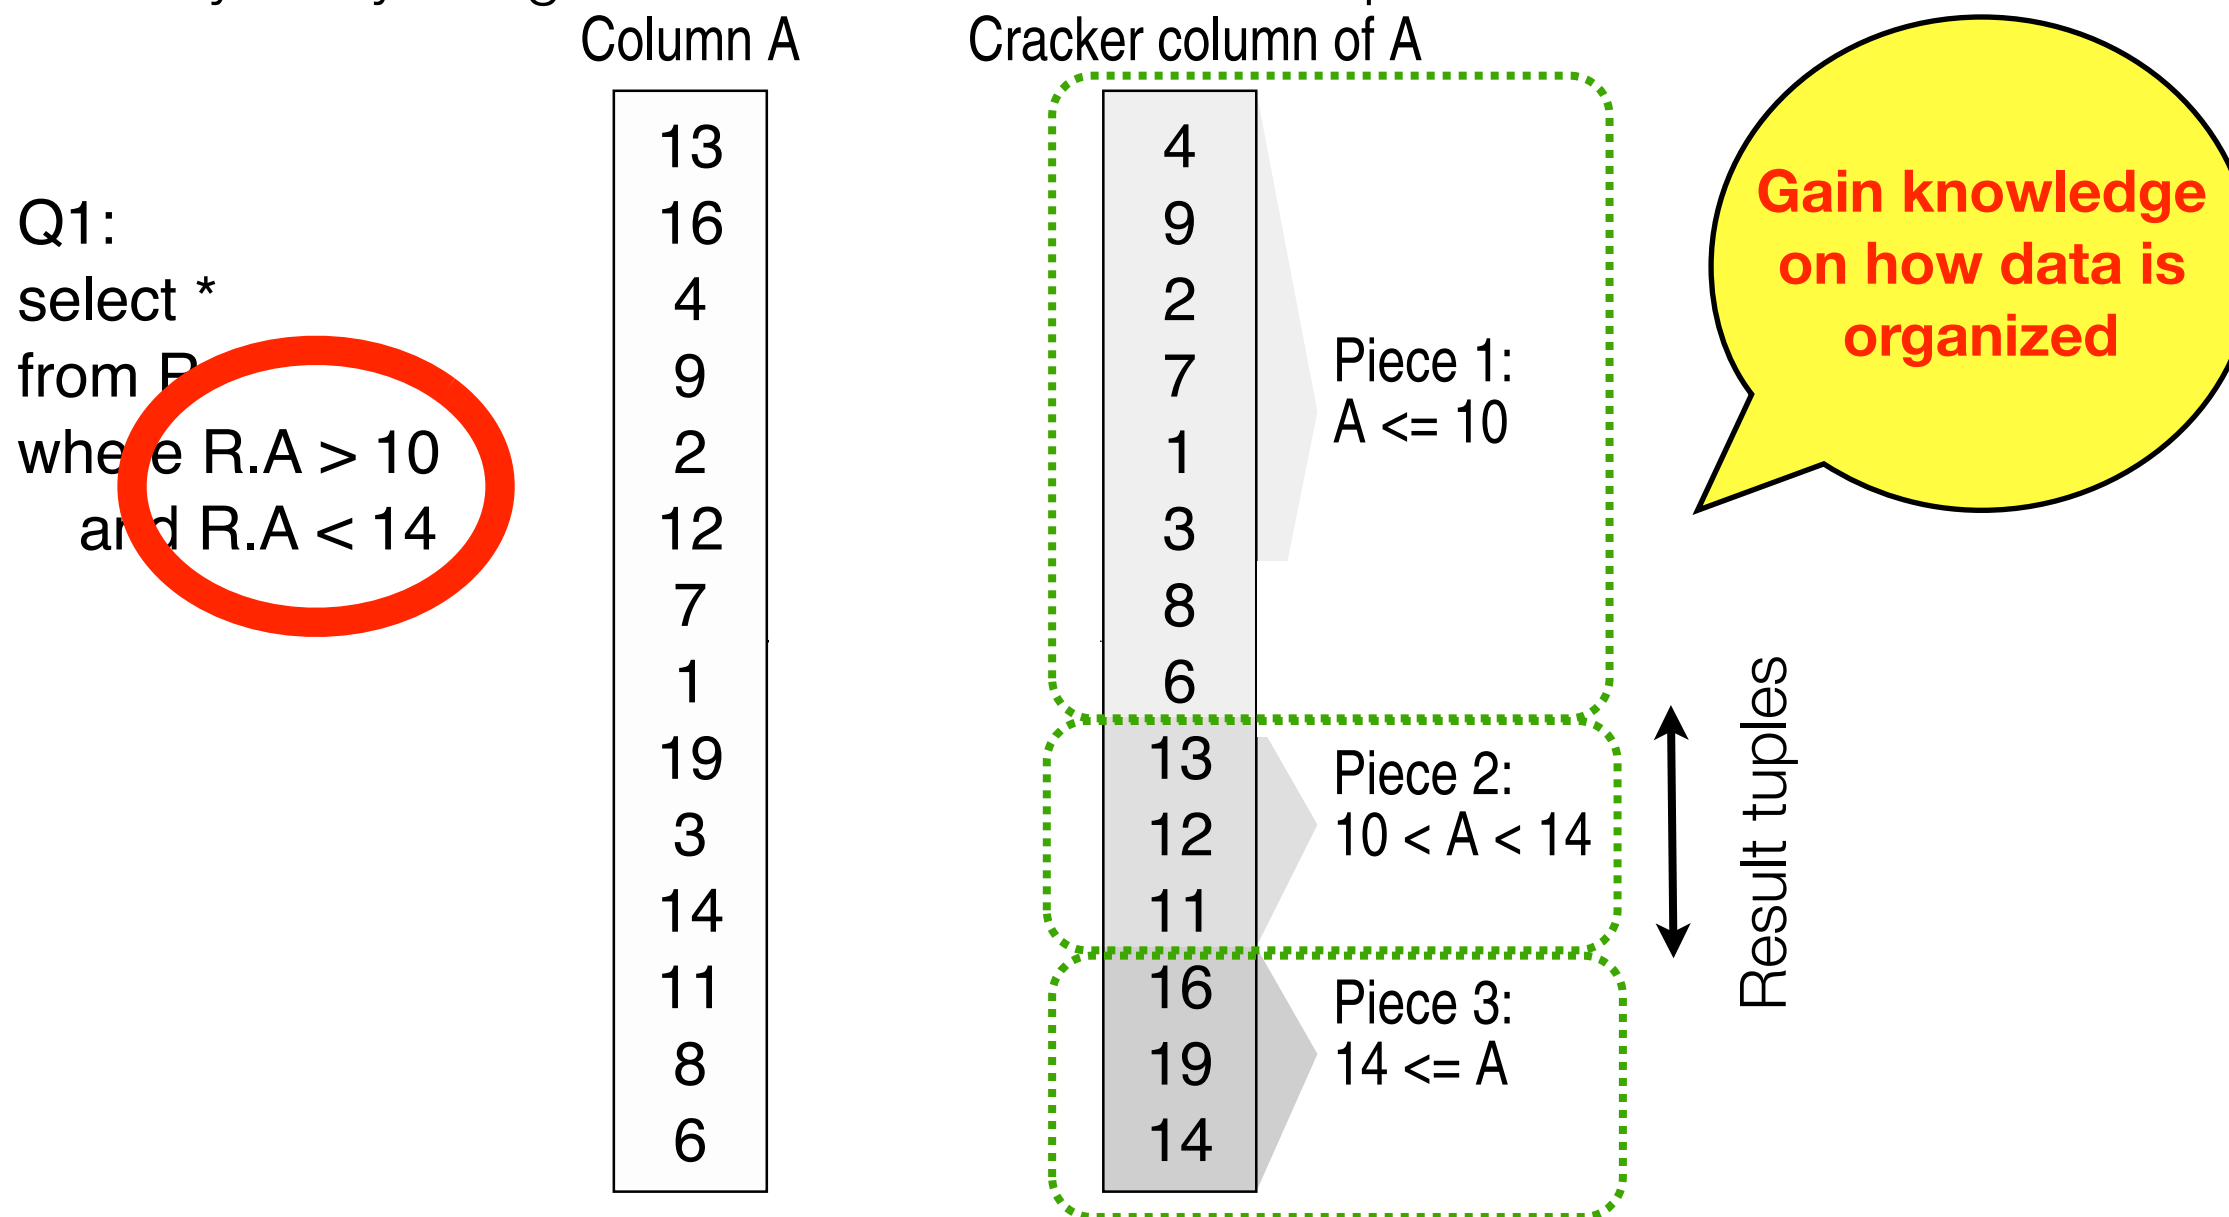 Column A
Cracker column of A
Q1:
select *
from R
where R.A > 10
and R.A < 14
13
16
4
9
2
12
7
1
19
3
14
11
8
6
4
9
2
7
1
3
8
6
13
12
11
16
19
14
Piece 1:
A <= 10
Piece 2:
10 < A < 14
Piece 3:
14 <= A
Result tuples
Gain knowledge
on how data is
organized